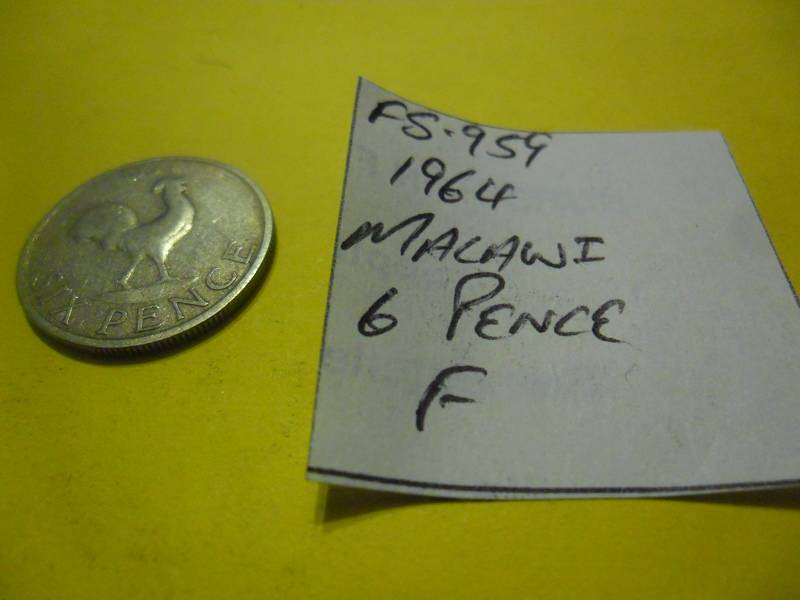 SIX PENCE
FS-959
1964
MALAWI
6 PENCE
F